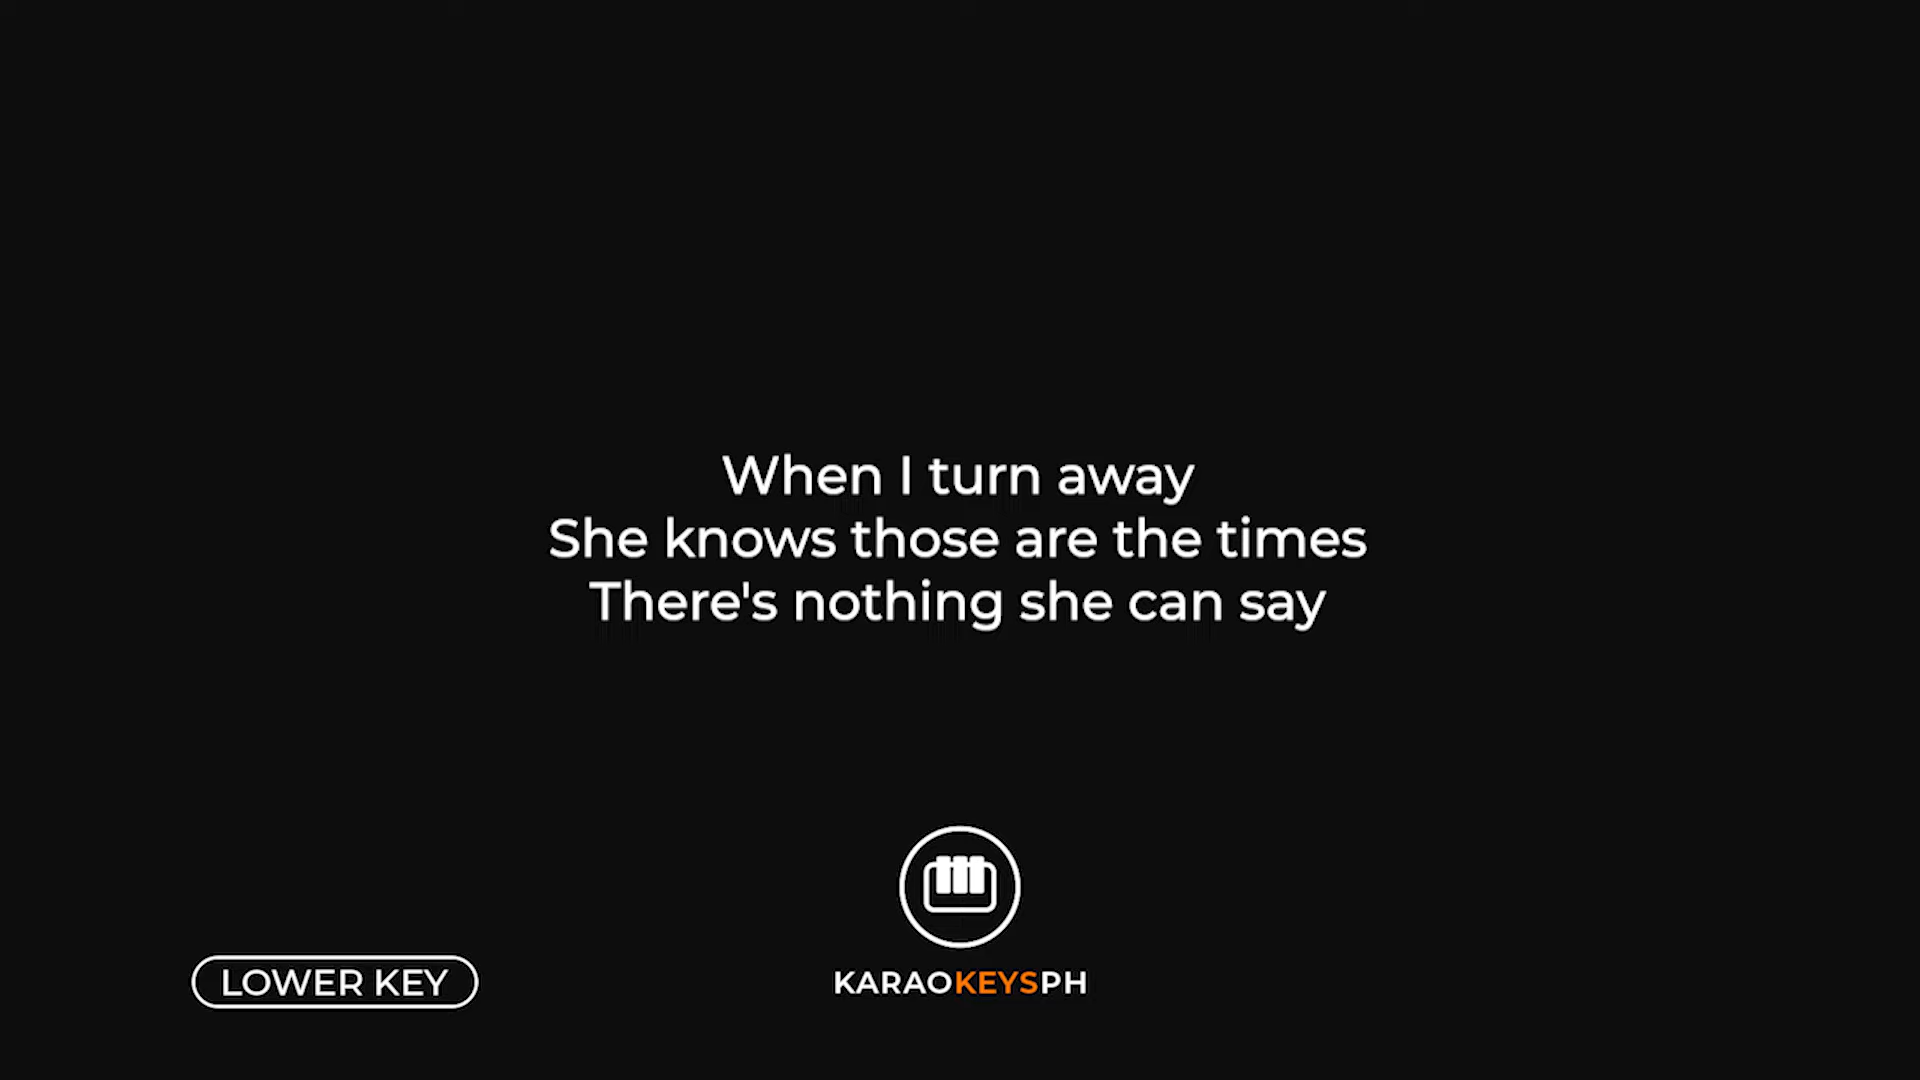 When I turn away
She knows those are the times
There's nothing she can say
LOWER KEY
KARAOKEYSPH